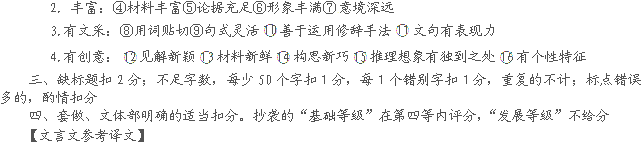 2. 丰富：④材料丰富⑤论据充足⑥形象丰满⑦意境深远
3.有文采：⑧用词贴切⑨句式灵活⑩善于运用修辞手法⑪文句有表现力
4.有创意：⑫见解新颖⑬材料新鲜⑭构思新巧⑮推理想象有独到之处⑯有个性特征
三、缺标题扣2分；不足字数，每少50个字扣1分，每1个错别字扣1分，重复的不计；标点错误
多的，酌情扣分
四、套做、文体部明确的适当扣分。抄袭的“基础等级”在第四等内评分，“发展等级”不给分
【文言文参考译文】